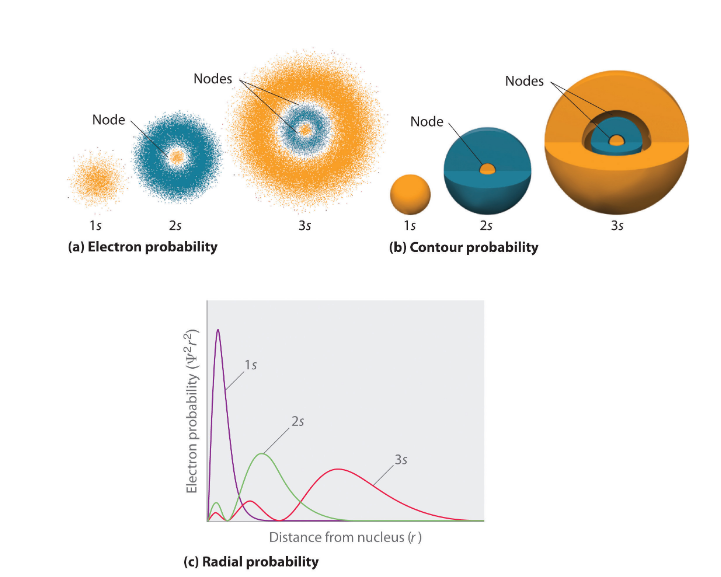 Nodes
Node
1s
2s
3s
(a) Electron probability
Nodes
Node
1s
2s
3s
(b) Contour probability
Electron probability (Ψ²r²)
1s
2s
3s
Distance from nucleus (r)
(c) Radial probability